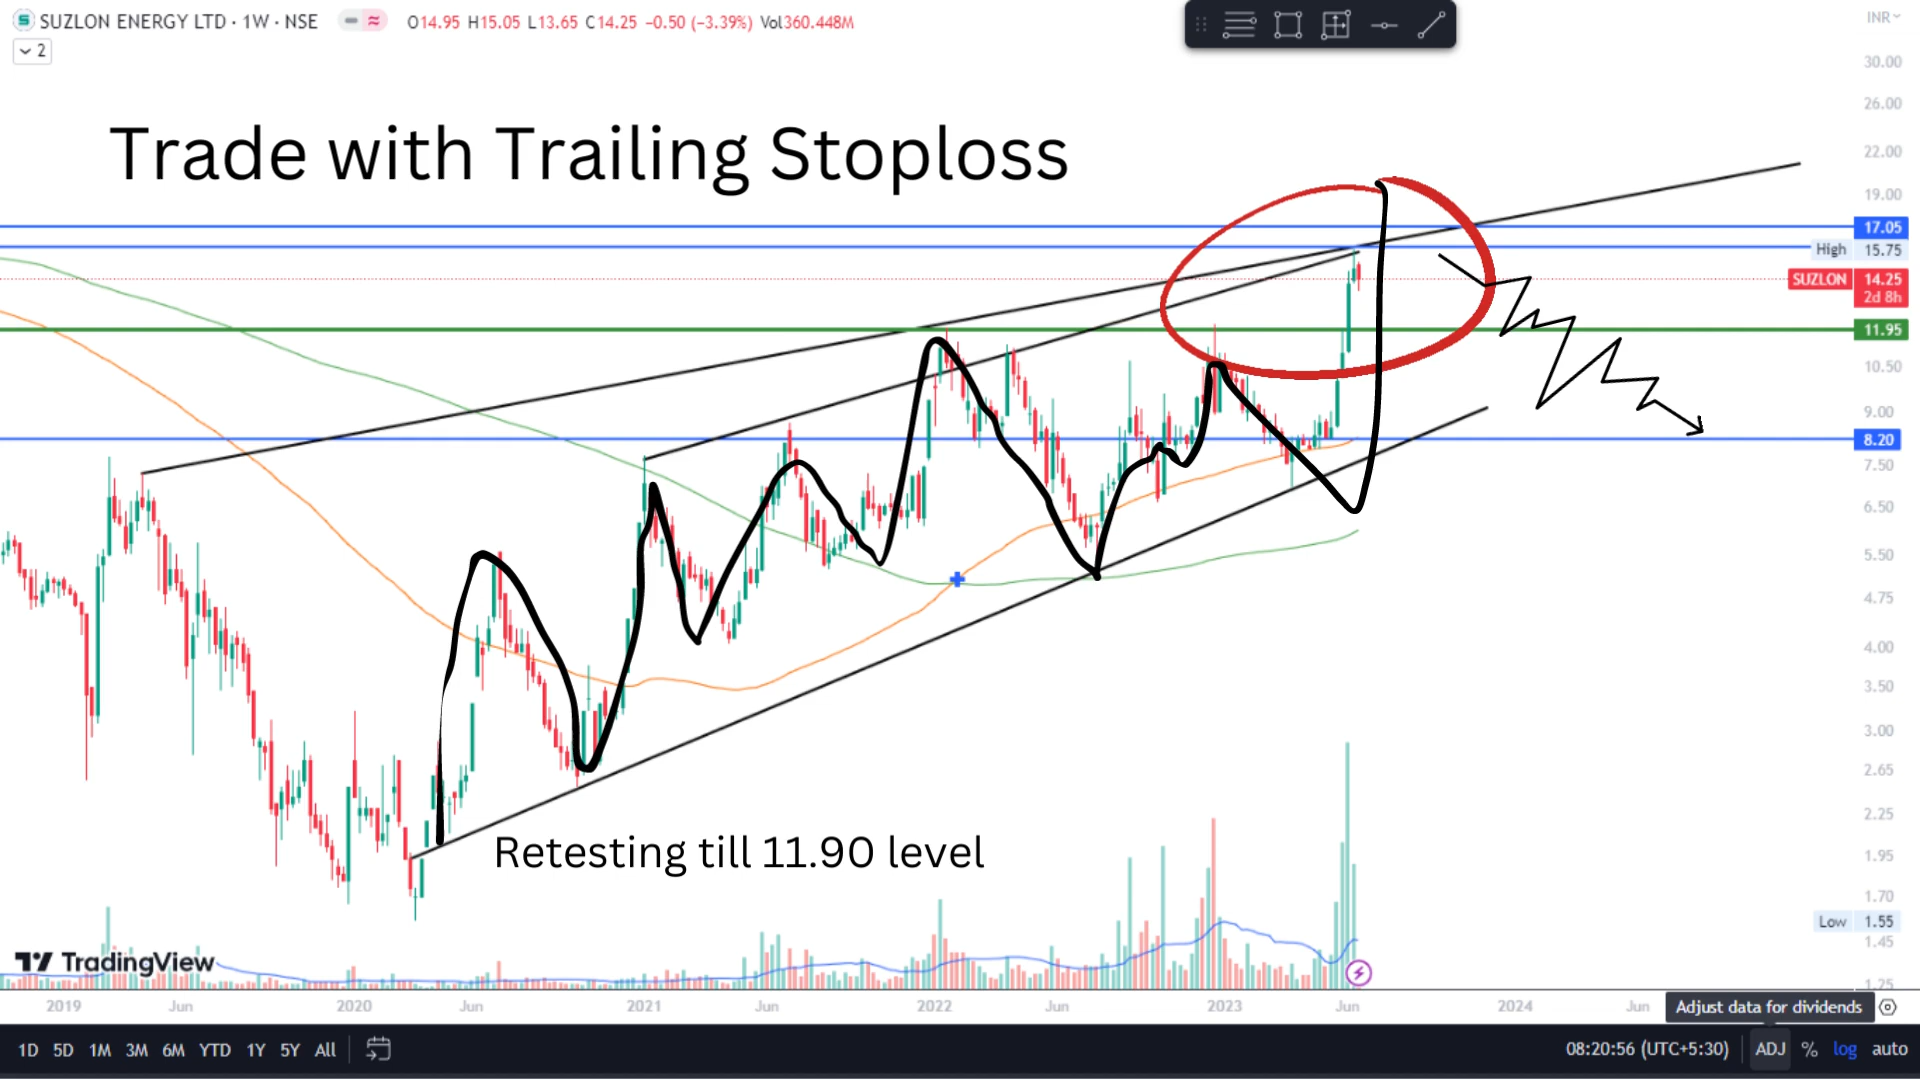 SUZLON ENERGY LTD · 1W · NSE O14.95 H15.05 L13.65 C14.25 −0.50 (−3.39%) Vol360.448M
INR
2
30.00
26.00
Trade with Trailing Stoploss
22.00
19.00
17.05
High 15.75
SUZLON 14.25
2d 8h
11.95
10.50
9.00
8.20
7.50
6.50
5.50
4.75
4.00
3.50
3.00
2.65
2.25
Retesting till 11.90 level
1.95
1.70
Low 1.55
1.45
TradingView
1.25
2019 Jun 2020 Jun 2021 Jun 2022 Jun 2023 Jun 2024 Jun
Adjust data for dividends
1D 5D 1M 3M 6M YTD 1Y 5Y All 08:20:56 (UTC+5:30) ADJ % log auto